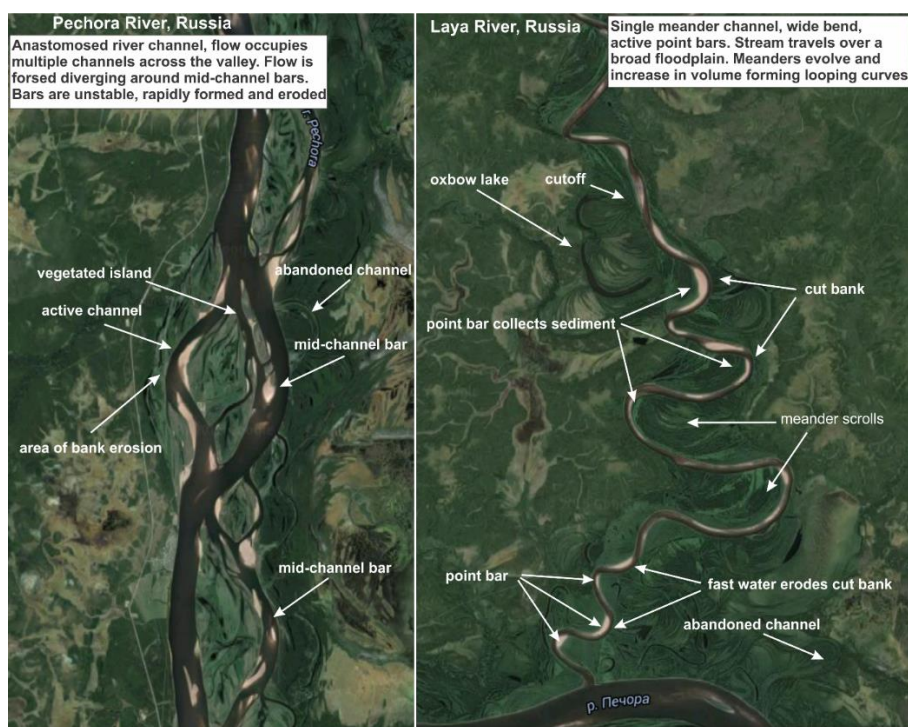 Pechora River, Russia
Anastomosed river channel, flow occupies
multiple channels across the valley. Flow is
forsed diverging around mid-channel bars.
Bars are unstable, rapidly formed and eroded
г. Pechora
vegetated island
abandoned channel
active channel
mid-channel bar
area of bank erosion
mid-channel bar
Laya River, Russia
Single meander channel, wide bend,
active point bars. Stream travels over a
broad floodplain. Meanders evolve and
increase in volume forming looping curves
oxbow lake
cutoff
cut bank
point bar collects sediment
meander scrolls
point bar
fast water erodes cut bank
abandoned channel
р. Печора